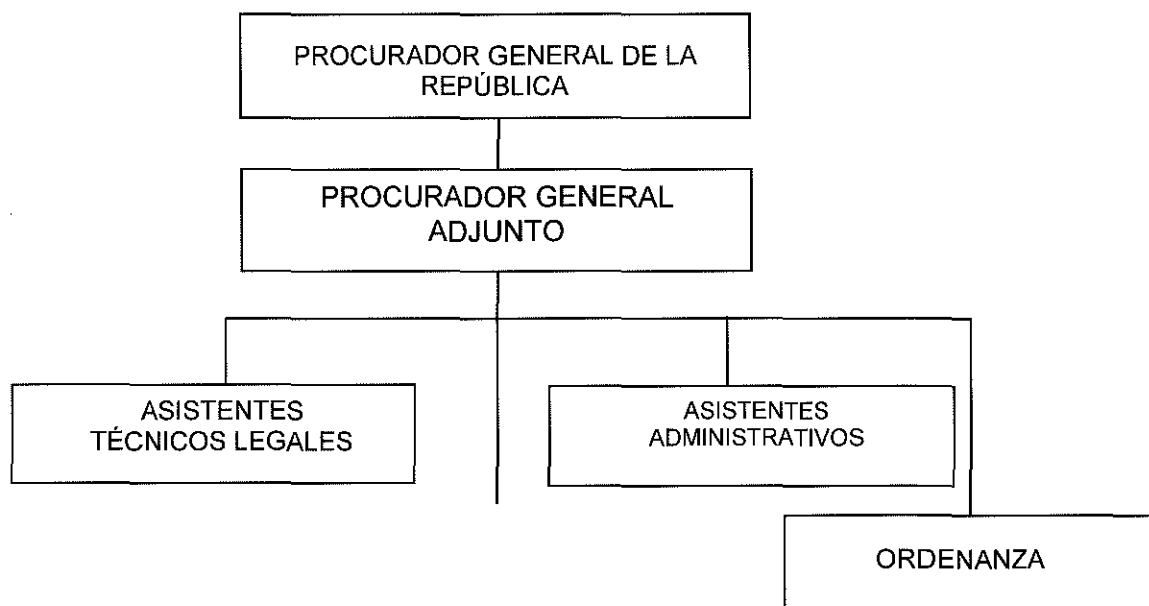 PROCURADOR GENERAL DE LA
REPÚBLICA
PROCURADOR GENERAL
ADJUNTO
ASISTENTES
TÉCNICOS LEGALES
ASISTENTES
ADMINISTRATIVOS
ORDENANZA